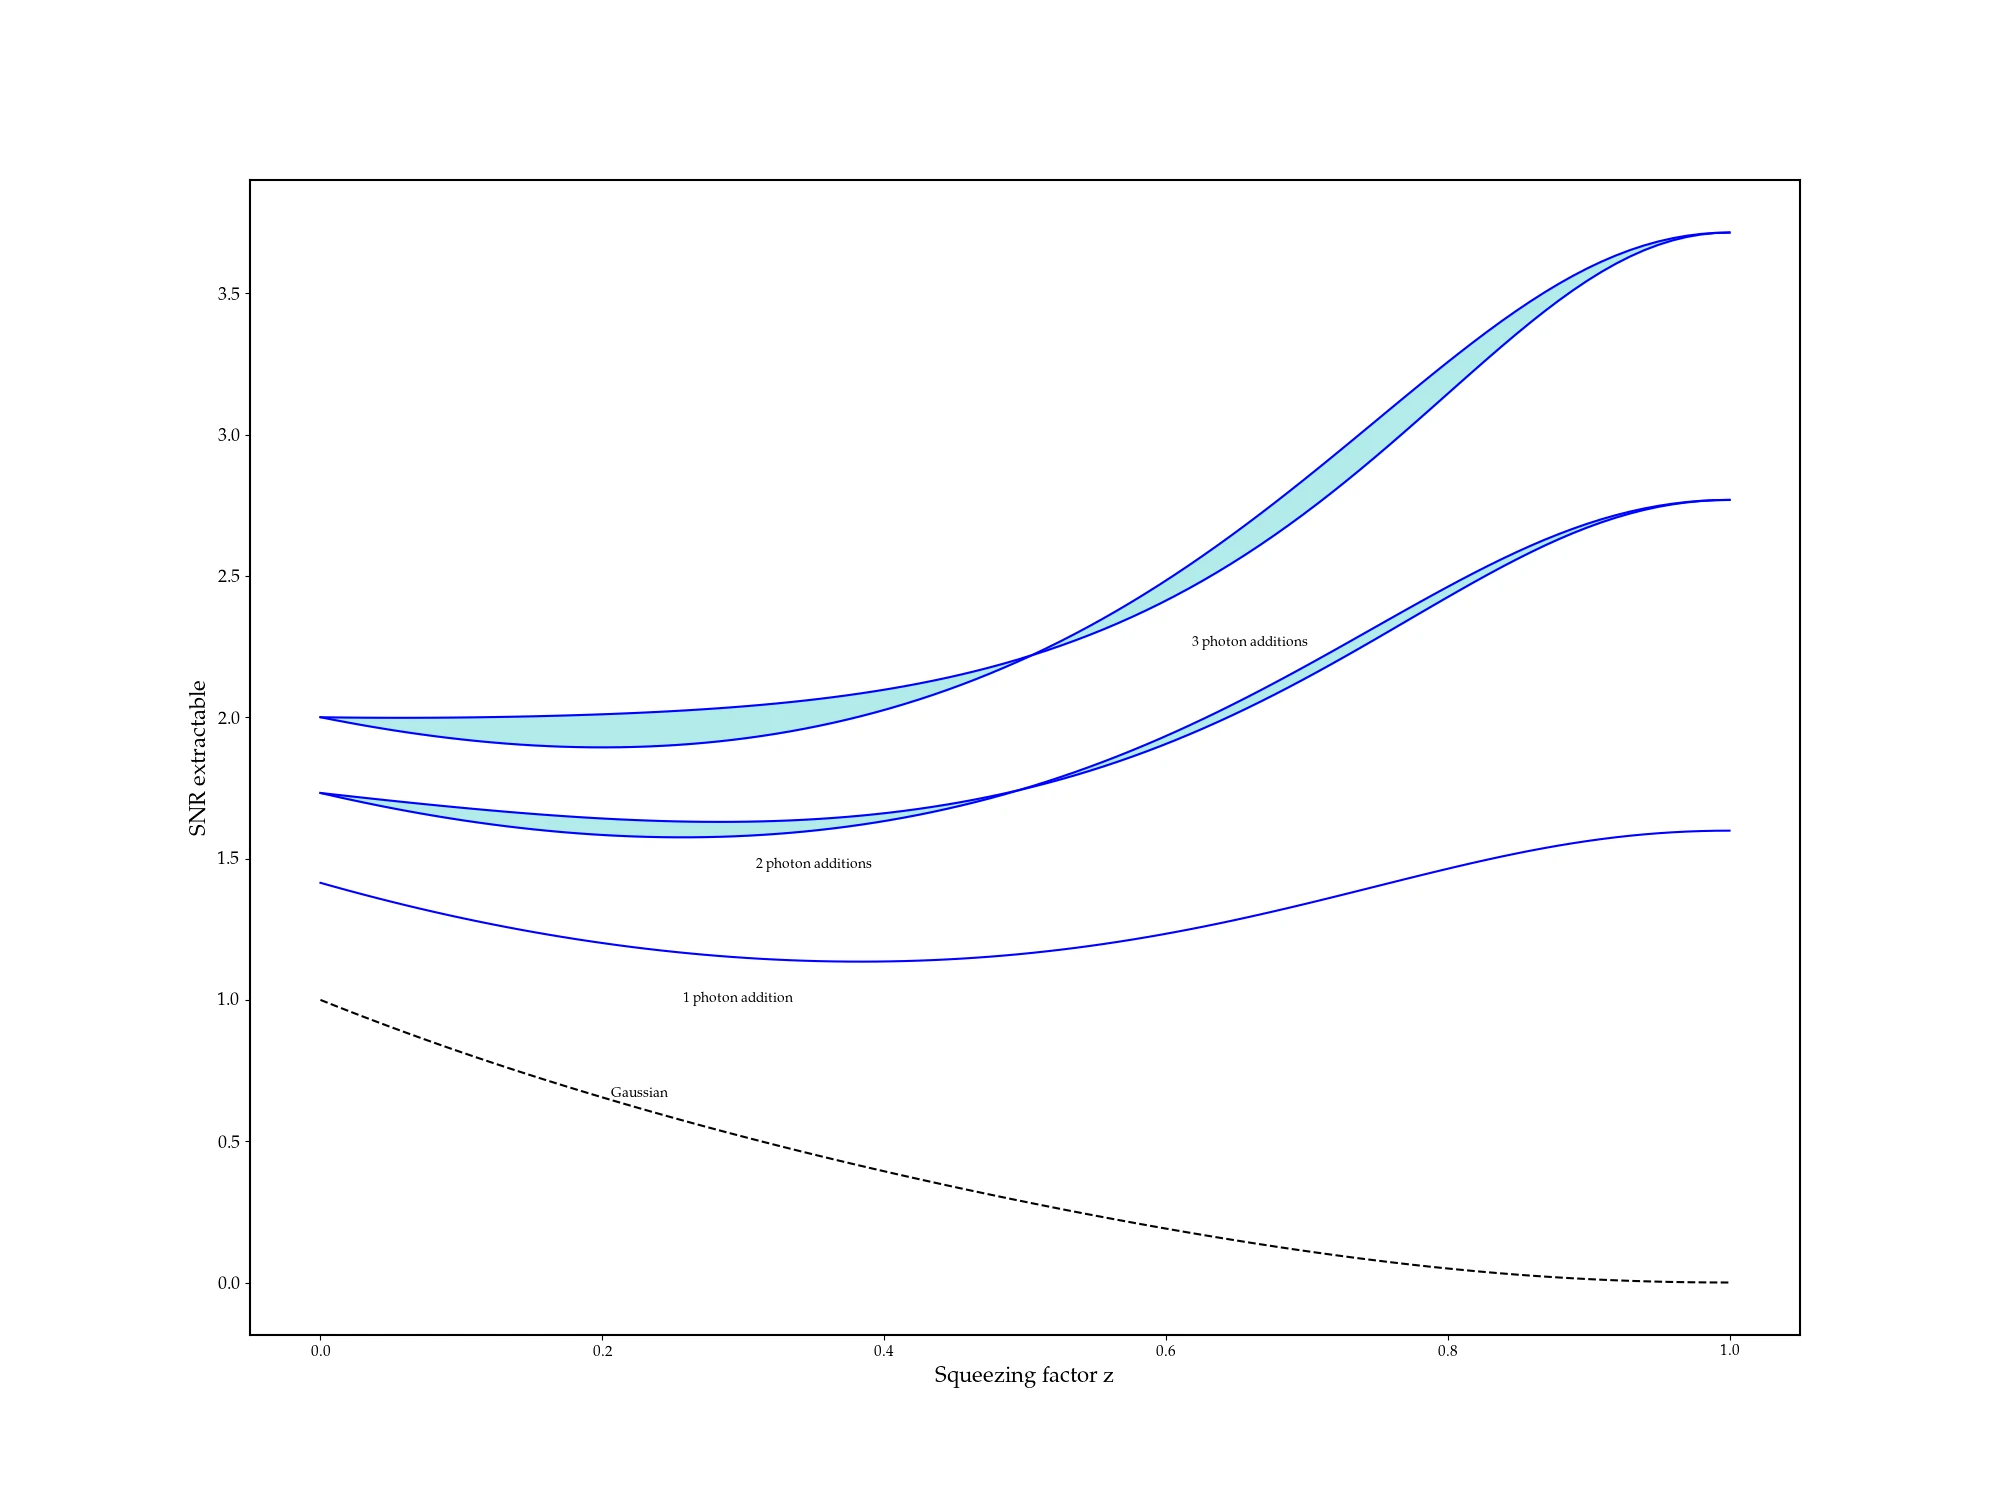 3.5
3.0
2.5
2.0
1.5
1.0
0.5
0.0
SNR extractable
3 photon additions
2 photon additions
1 photon addition
Gaussian
0.0 0.2 0.4 0.6 0.8 1.0
Squeezing factor z